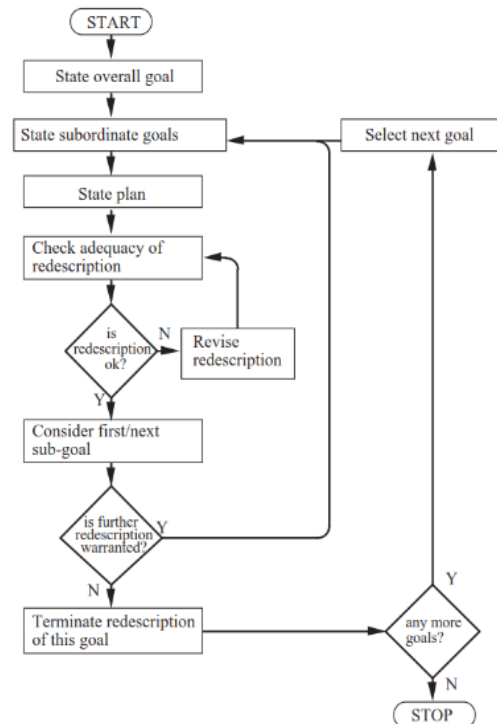 START
State overall goal
State subordinate goals
Select next goal
State plan
Check adequacy of
redescription
is
redescription
ok?
N
Revise
redescription
Y
Consider first/next
sub-goal
is further
redescription
warranted?
Y
N
Terminate redescription
of this goal
any more
goals?
Y
N
STOP